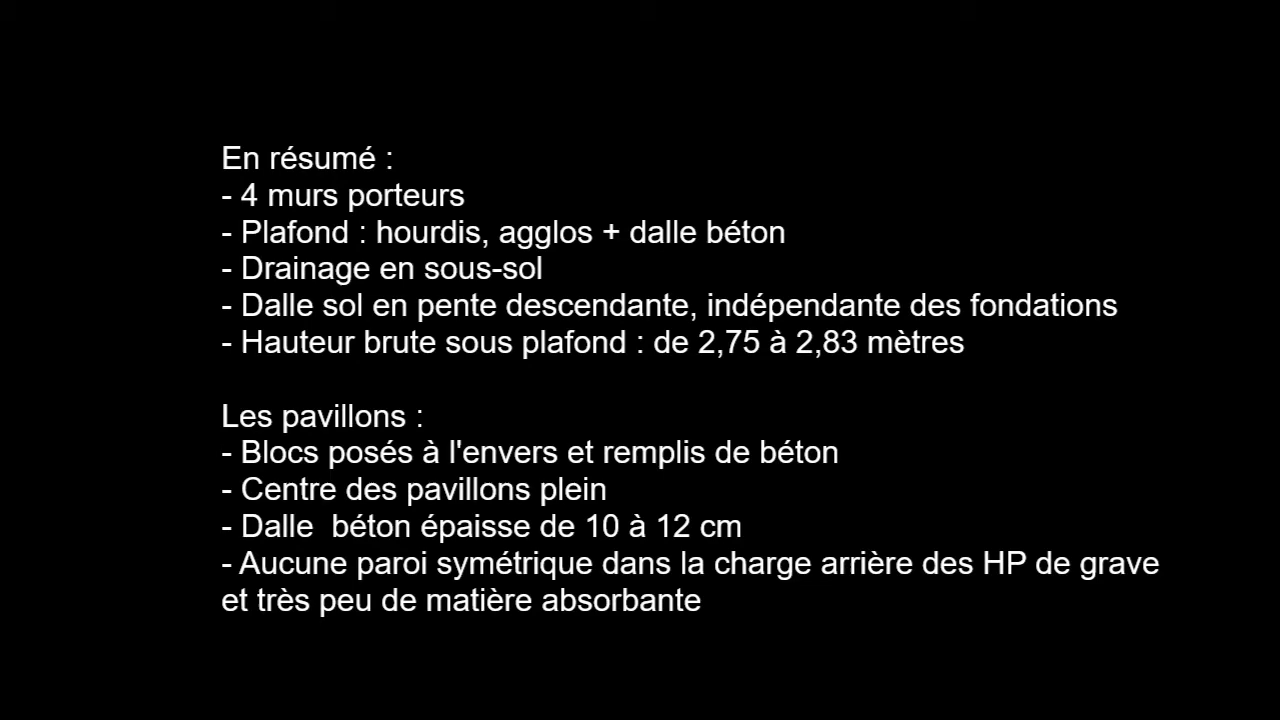 En résumé :
- 4 murs porteurs
- Plafond : hourdis, agglos + dalle béton
- Drainage en sous-sol
- Dalle sol en pente descendante, indépendante des fondations
- Hauteur brute sous plafond : de 2,75 à 2,83 mètres
Les pavillons :
- Blocs posés à l'envers et remplis de béton
- Centre des pavillons plein
- Dalle  béton épaisse de 10 à 12 cm
- Aucune paroi symétrique dans la charge arrière des HP de grave
et très peu de matière absorbante